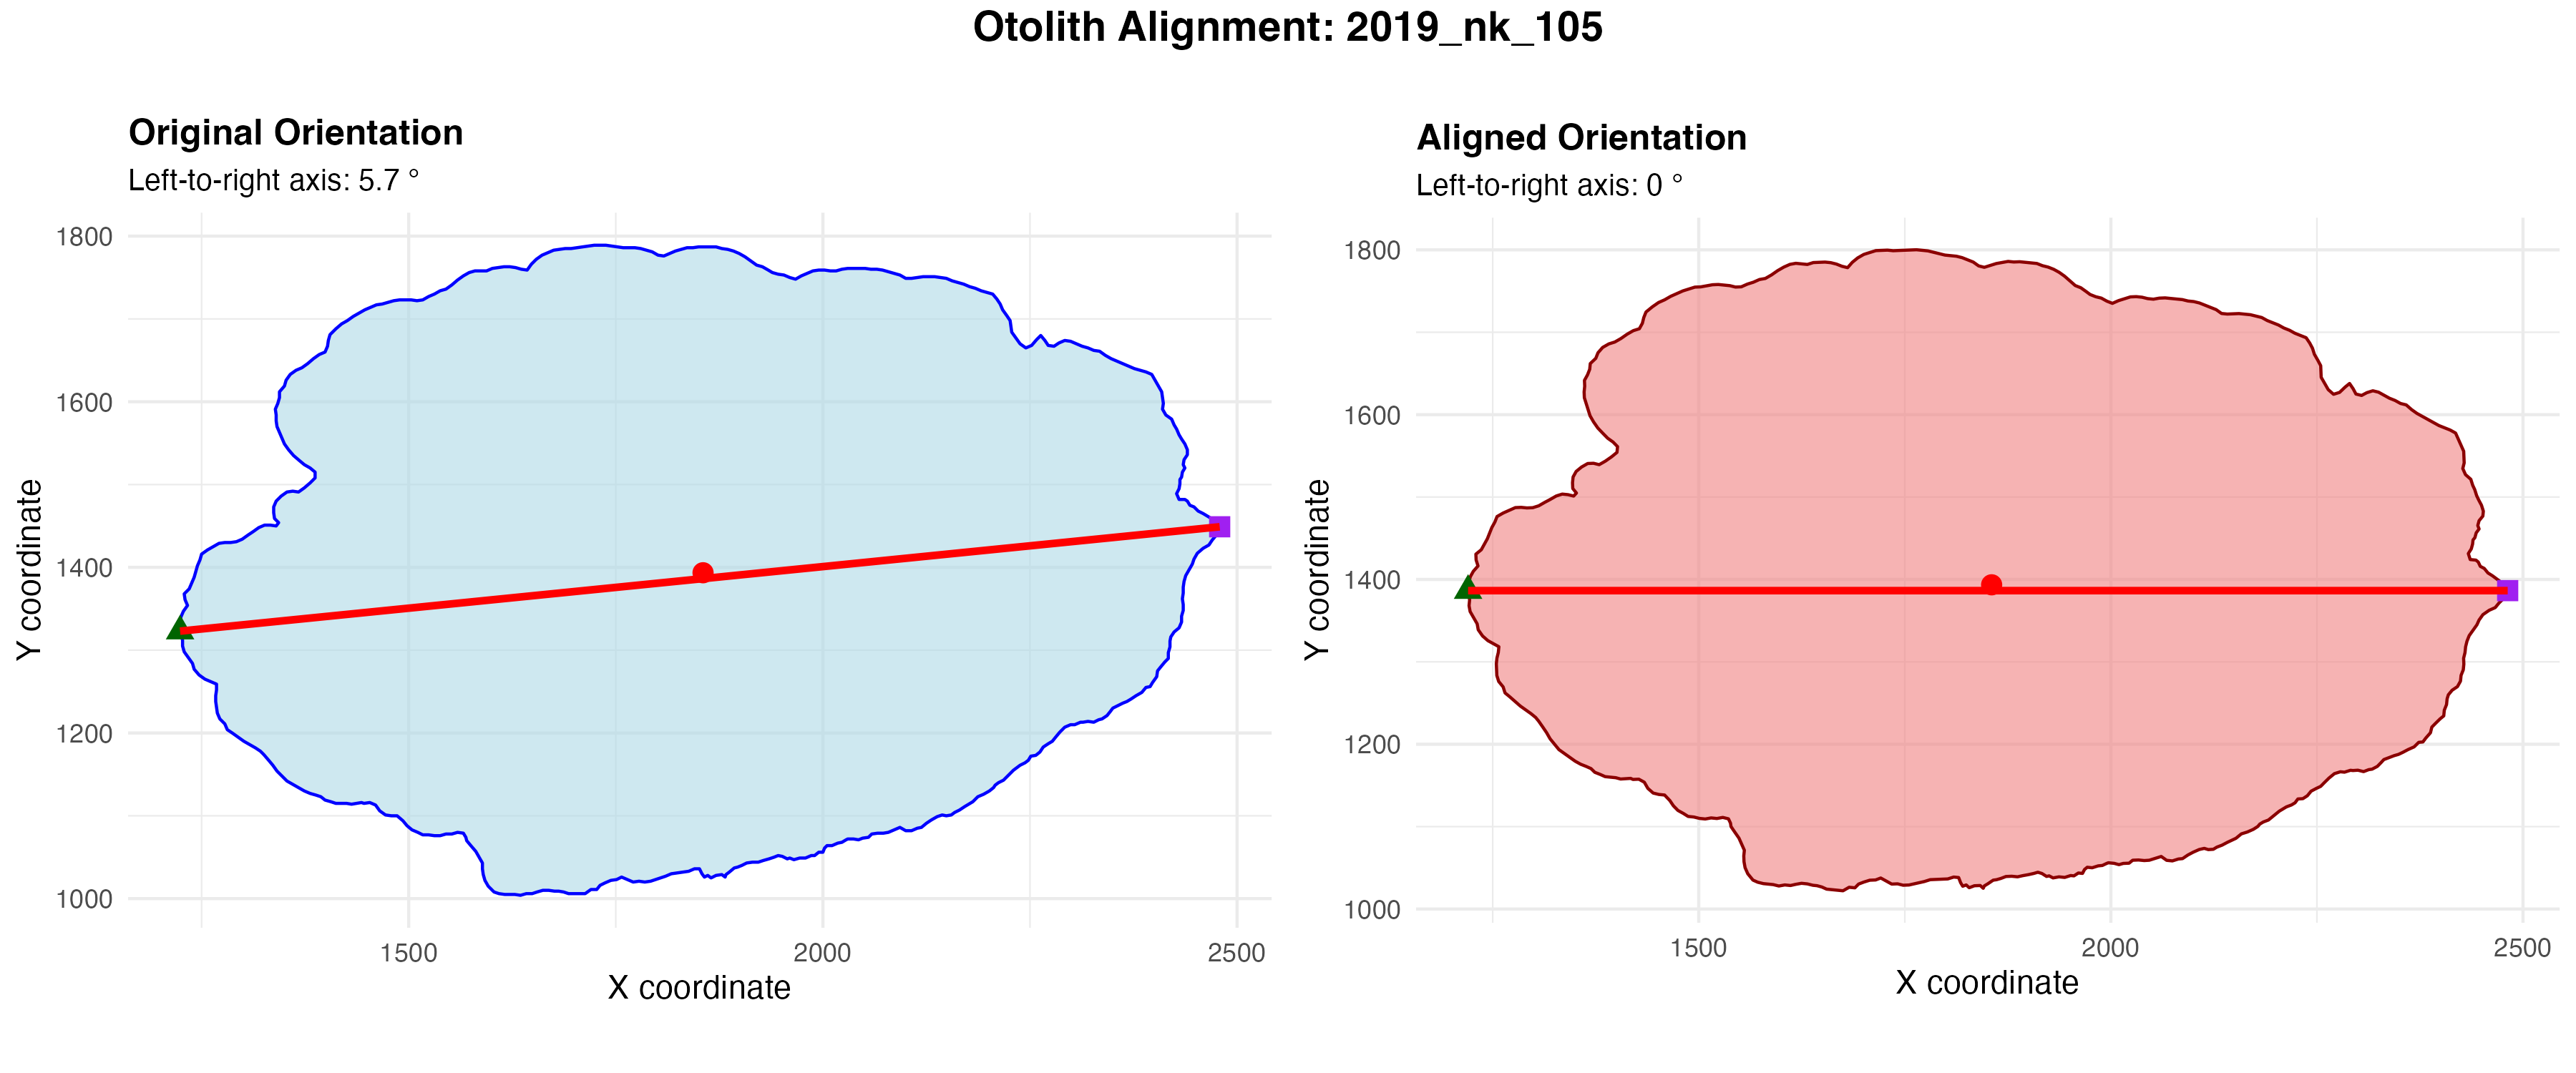 Otolith Alignment: 2019_nk_105
Original Orientation
Left-to-right axis: 5.7 °
1800
1600
1400
1200
1000
Y coordinate
1500
2000
2500
X coordinate
Aligned Orientation
Left-to-right axis: 0 °
1800
1600
1400
1200
1000
Y coordinate
1500
2000
2500
X coordinate